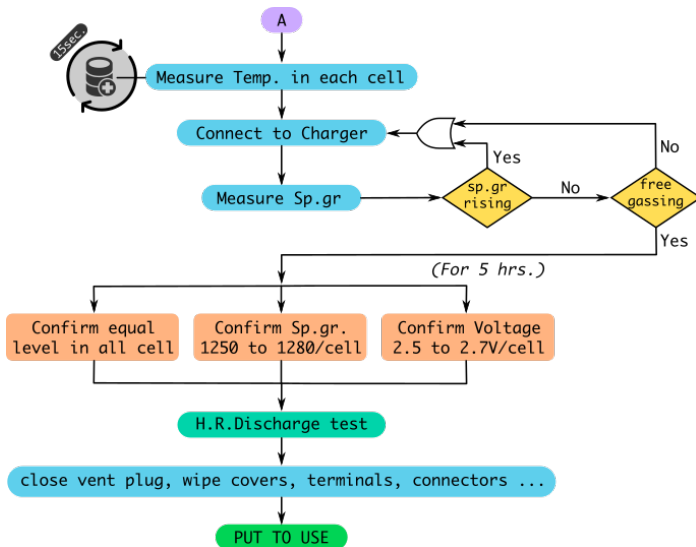 A
15sec.
Measure Temp. in each cell
Connect to Charger
Yes
No
Measure Sp.gr
sp.gr
rising
No
free
gassing
Yes
(For 5 hrs.)
Confirm equal
level in all cell
Confirm Sp.gr.
1250 to 1280/cell
Confirm Voltage
2.5 to 2.7V/cell
H.R.Discharge test
close vent plug, wipe covers, terminals, connectors ...
PUT TO USE